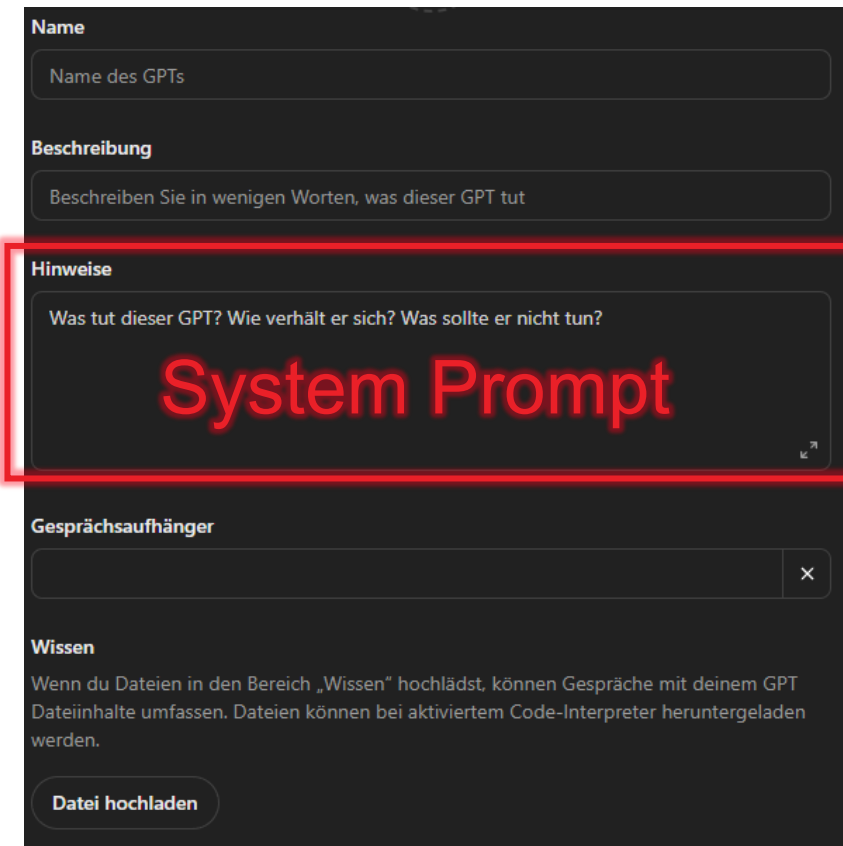 Name
Name des GPTs
Beschreibung
Beschreiben Sie in wenigen Worten, was dieser GPT tut
Hinweise
Was tut dieser GPT? Wie verhält er sich? Was sollte er nicht tun?
System Prompt
Gesprächsaufhänger
Wissen
Wenn du Dateien in den Bereich „Wissen“ hochlädst, können Gespräche mit deinem GPT
Dateiinhalte umfassen. Dateien können bei aktiviertem Code-Interpreter heruntergeladen
werden.
Datei hochladen